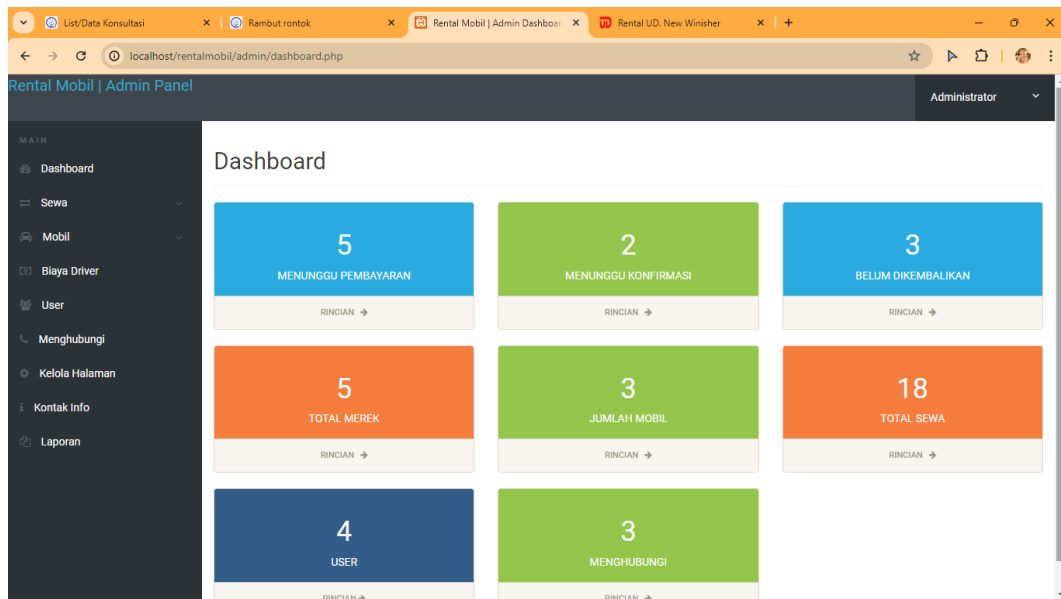 List/Data Konsultasi
Rambut rontok
Rental Mobil | Admin Dashboar
Rental UD. New Winisher
localhost/rentalmobil/admin/dashboard.php
Rental Mobil | Admin Panel
Administrator
MAIN
Dashboard
Sewa
Mobil
Biaya Driver
User
Menghubungi
Kelola Halaman
Kontak Info
Laporan
Dashboard
5
MENUNGGU PEMBAYARAN
RINCIAN
2
MENUNGGU KONFIRMASI
RINCIAN
3
BELUM DIKEMBALIKAN
RINCIAN
5
TOTAL MEREK
RINCIAN
3
JUMLAH MOBIL
RINCIAN
18
TOTAL SEWA
RINCIAN
4
USER
RINCIAN
3
MENGHUBUNGI
RINCIAN